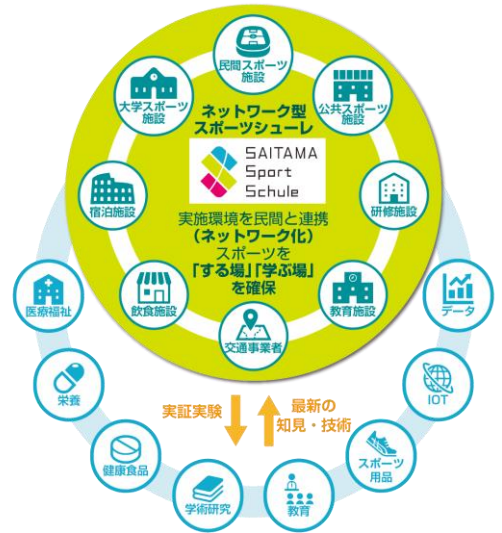 民間スポーツ
施設
大学スポーツ
施設
公共スポーツ
施設
ネットワーク型
スポーツシューレ
SAITAMA
Sport
Schule
宿泊施設
研修施設
実施環境を民間と連携
（ネットワーク化）
スポーツを
「する場」「学ぶ場」
を確保
飲食施設
教育施設
交通事業者
医療福祉
データ
栄養
IOT
実証実験
最新の
知見・技術
健康食品
スポーツ
用品
学術研究
教育